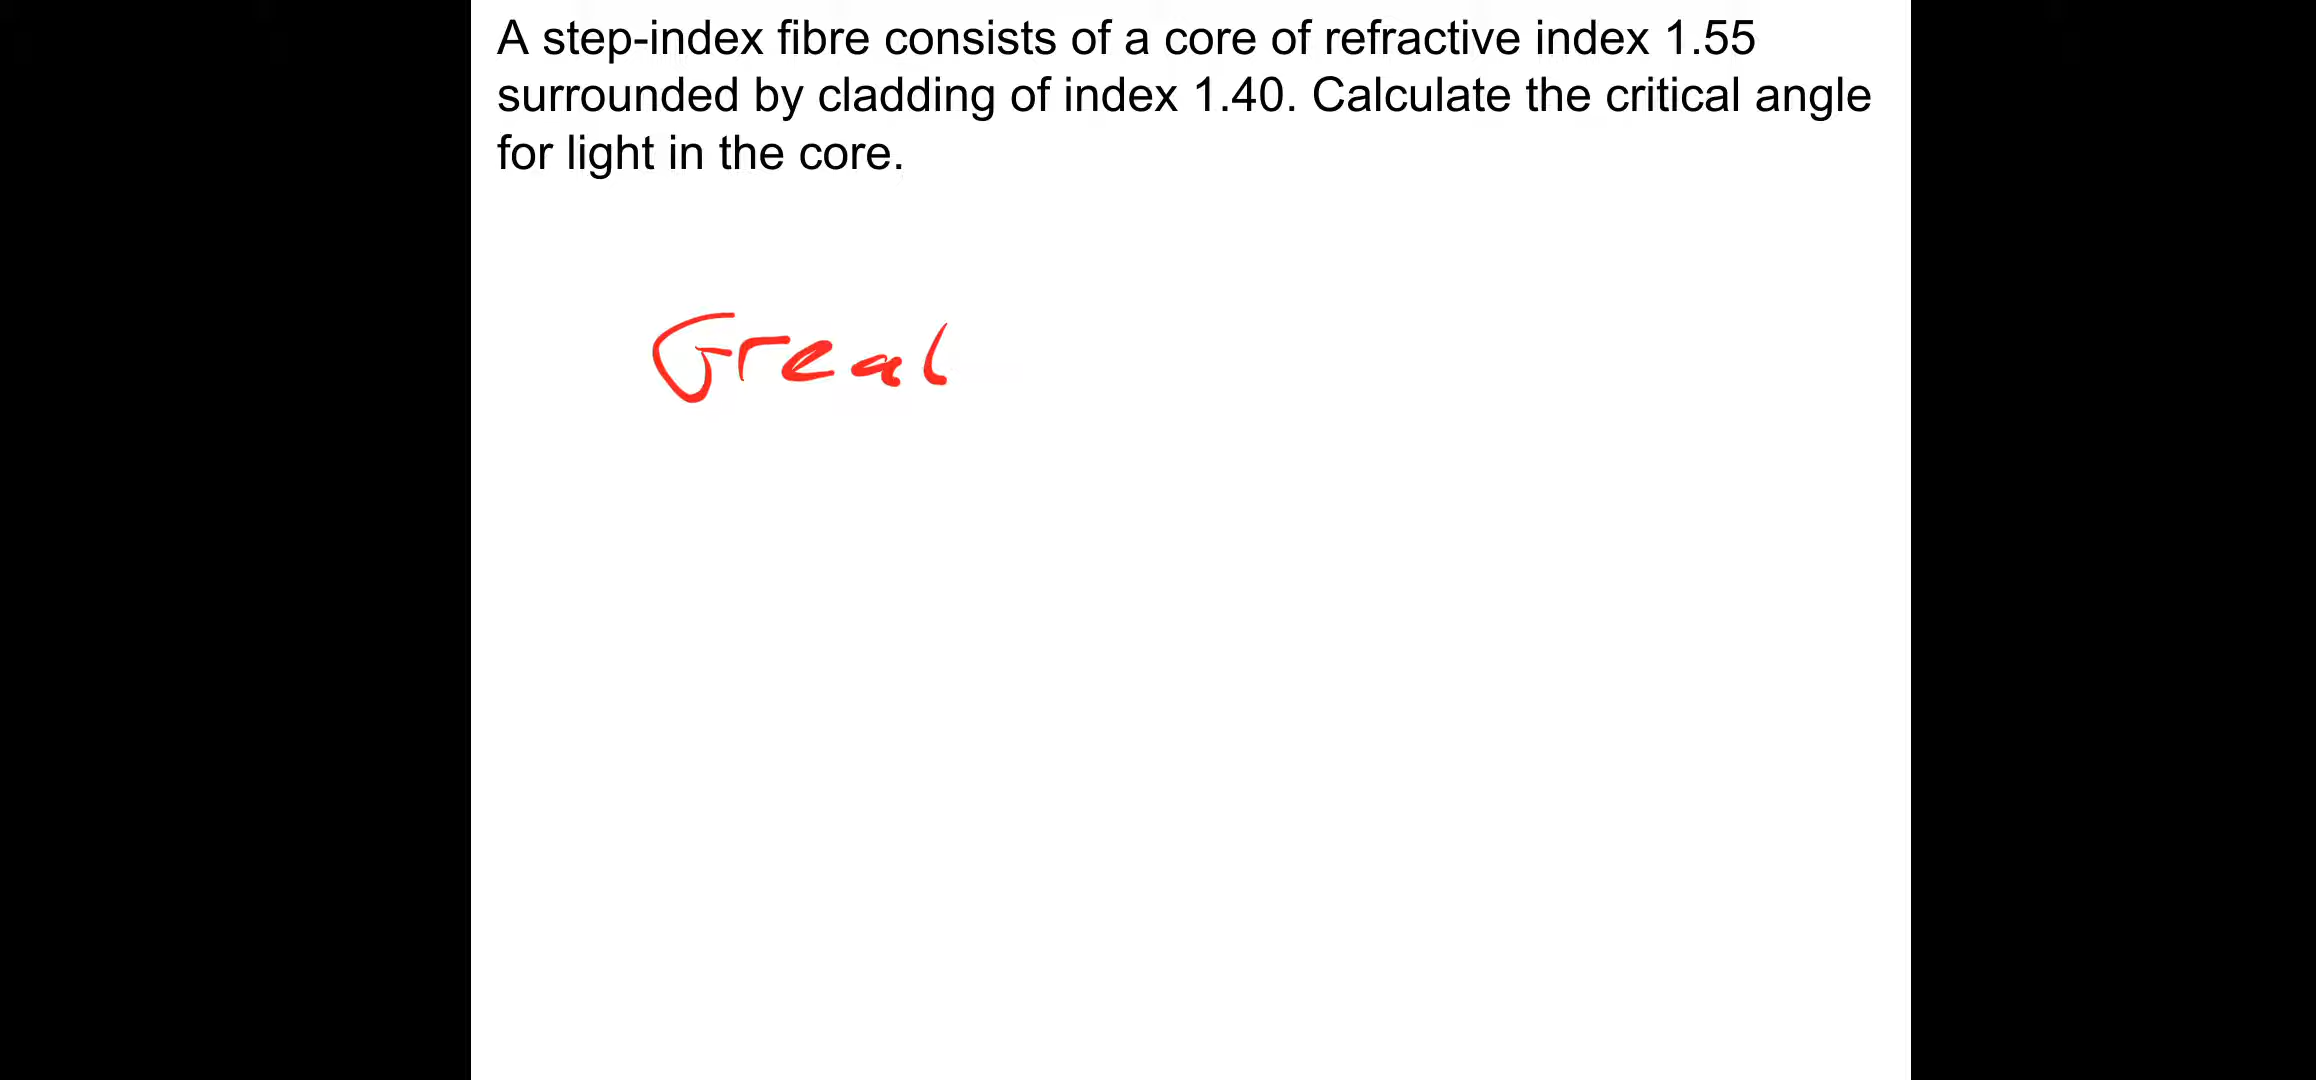 A step-index fibre consists of a core of refractive index 1.55
surrounded by cladding of index 1.40. Calculate the critical angle
for light in the core.
Greal